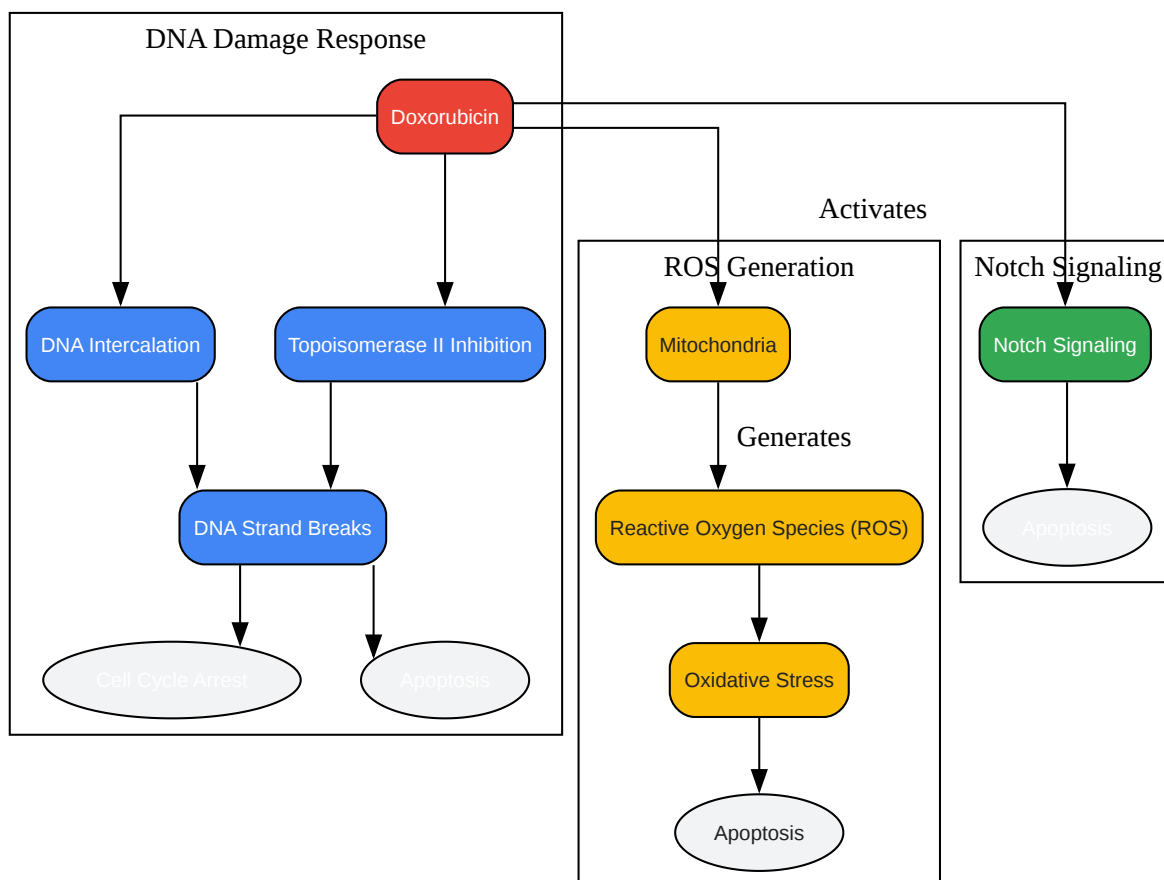 DNA Damage Response
Doxorubicin
Activates
ROS Generation
Notch Signaling
DNA Intercalation
Topoisomerase II Inhibition
Mitochondria
Notch Signaling
Generates
DNA Strand Breaks
Reactive Oxygen Species (ROS)
Apoptosis
Cell Cycle Arrest
Apoptosis
Oxidative Stress
Apoptosis